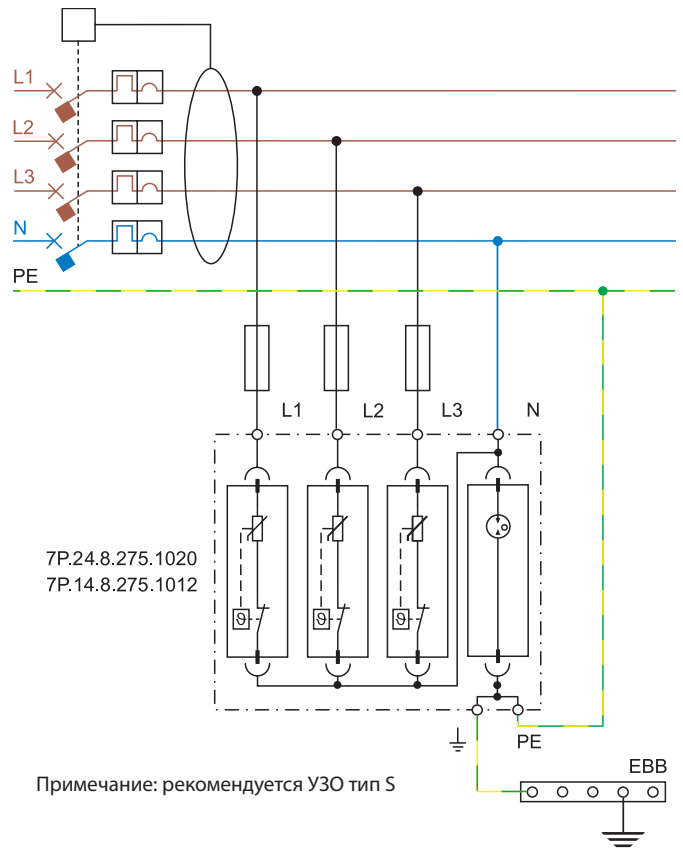 L1
L2
L3
N
PE
L1 L2 L3 N
7P.24.8.275.1020
7P.14.8.275.1012
ϑ ϑ ϑ
PE
EBB
Примечание: рекомендуется УЗО тип S